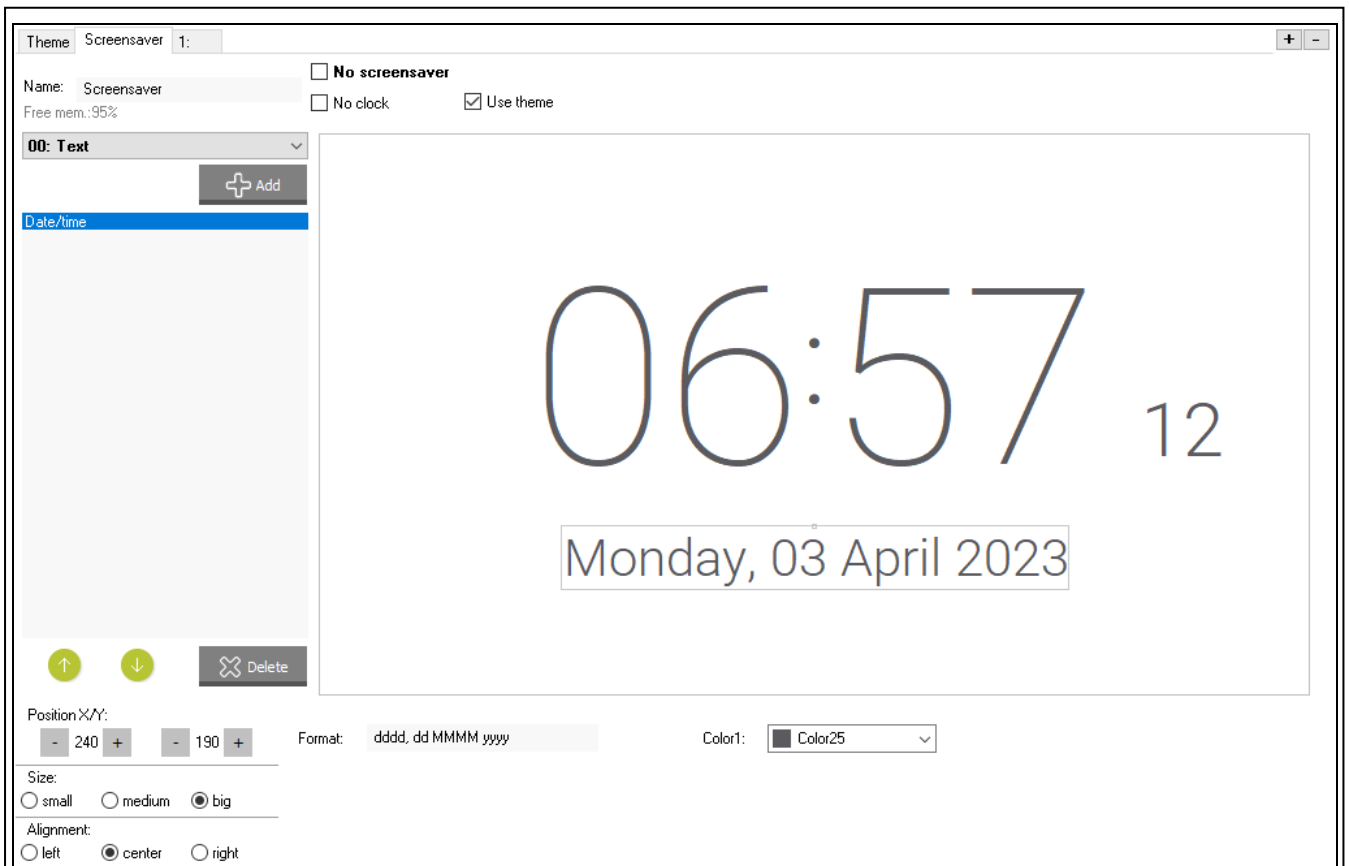 Theme Screensaver 1: + -
No screensaver
Name: Screensaver
No clock Use theme
Free mem.:95%
00: Text
Add
Date/time
06:57 12
Monday, 03 April 2023
Delete
Position X/Y:
- 240 + - 190 + Format: dddd, dd MMMM yyyy Color1: Color25
Size:
small medium big
Alignment:
left center right